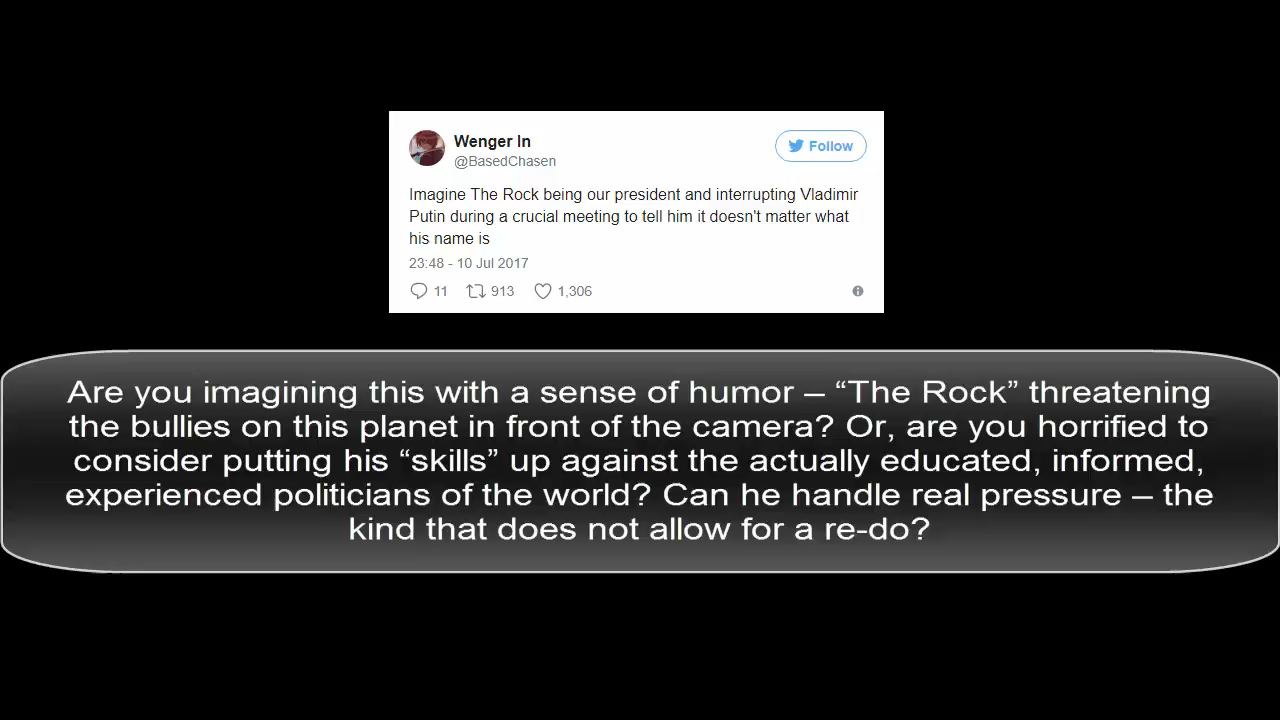 Wenger In
@BasedChasen
Follow
Imagine The Rock being our president and interrupting Vladimir
Putin during a crucial meeting to tell him it doesn't matter what
his name is
23:48 - 10 Jul 2017
11 913 1,306
Are you imagining this with a sense of humor – “The Rock” threatening
the bullies on this planet in front of the camera? Or, are you horrified to
consider putting his “skills” up against the actually educated, informed,
experienced politicians of the world? Can he handle real pressure – the
kind that does not allow for a re-do?